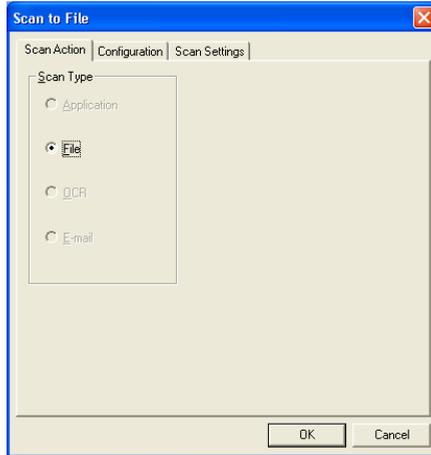 Scan to File
Scan Action Configuration Scan Settings
Scan Type
Application
File
OCR
E-mail
OK Cancel